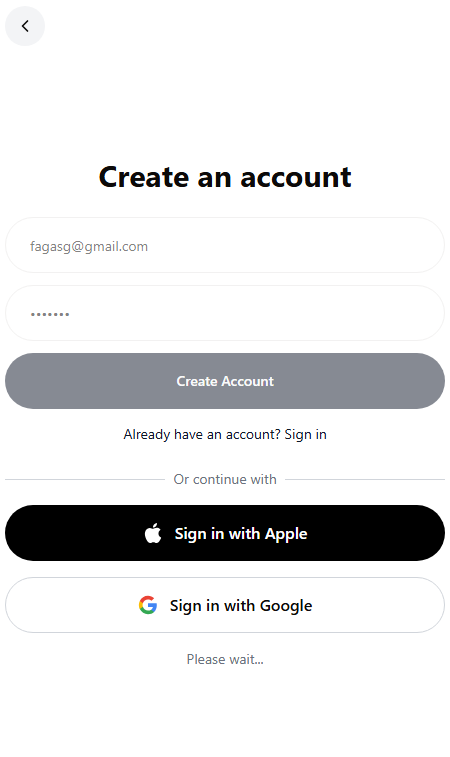 Create an account
fagasg@gmail.com
•••••••
Create Account
Already have an account? Sign in
Or continue with
Sign in with Apple
Sign in with Google
Please wait...